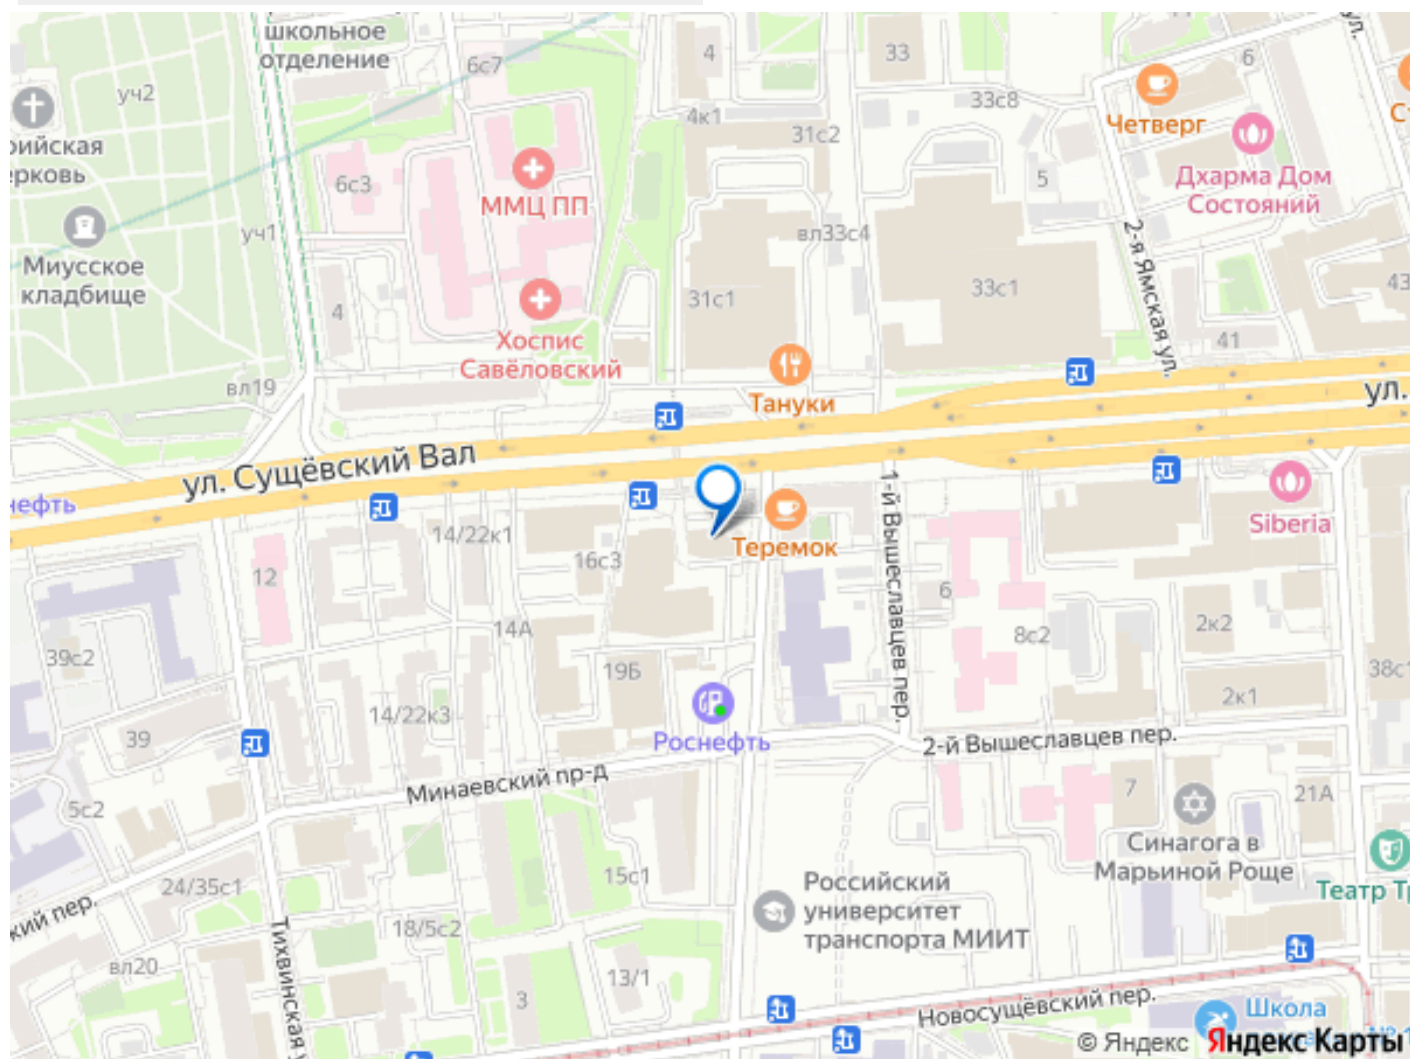 школьное
отделение
6с7
4
33
6
ул.
уч2
33с8
Четверг
4к1
31с2
рийская
ерковь
6с3
ММЦ ПП
5
Дхарма Дом
Состояний
уч1
вл33с4
2-я Ямская ул.
Миусское
кладбище
4
31с1
33с1
43
Хоспис
Савёловский
41
вл19
Тануки
ул.
ул. Сущёвский Вал
нефть
1-й Вышеславцев пер.
Siberia
14/22к1
Теремок
16с3
12
6
14А
8с2
2к2
39с2
19Б
38с1
2к1
14/22к3
39
Роснефть
2-й Вышеславцев пер.
Минаевский пр-д
7
21А
5с2
Синагога в
Марьиной Роще
24/35с1
15с1
Российский
университет
транспорта МИИТ
Театр Т
кий пер.
18/5с2
Тихвинская у
вл20
13/1
3
Новосущёвский пер.
Школа
© Яндекс
Яндекс Карты